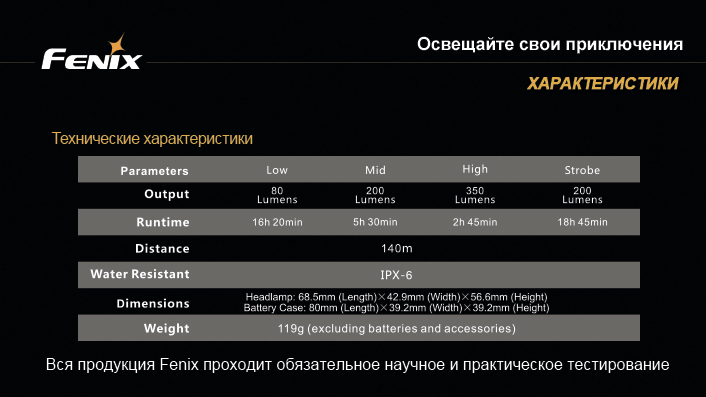 FENIX
Освещайте свои приключения
ХАРАКТЕРИСТИКИ
Технические характеристики
Parameters Low Mid High Strobe
Output 80 Lumens 200 Lumens 350 Lumens 200 Lumens
Runtime 16h 20min 5h 30min 2h 45min 18h 45min
Distance 140m
Water Resistant IPX-6
Dimensions Headlamp: 68.5mm (Length)×42.9mm (Width)×56.6mm (Height)
Battery Case: 80mm (Length)×39.2mm (Width)×39.2mm (Height)
Weight 119g (excluding batteries and accessories)
Вся продукция Fenix проходит обязательное научное и практическое тестирование